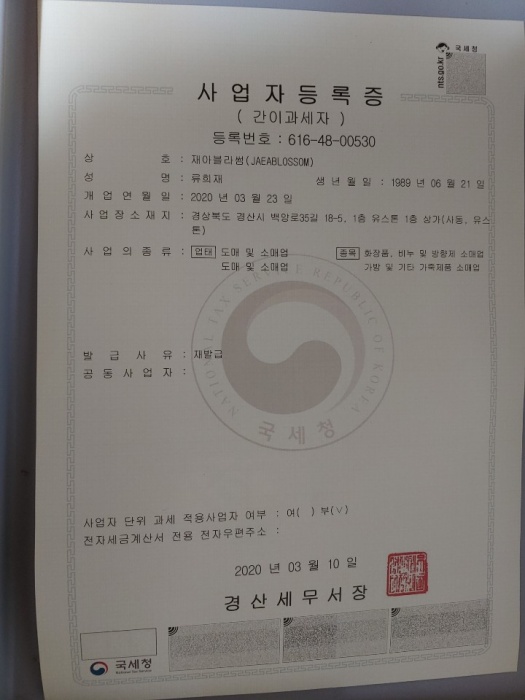 국세청
nts.go.kr
사업자등록증
( 간이과세자 )
등록번호 : 616-48-00530
상 호 : 재아블라썸(JAEABLOSSOM)
성 명 : 류희재 생 년 월 일 : 1989 년 06 월 21 일
개 업 연 월 일 : 2020 년 03 월 23 일
사 업 장 소 재 지 : 경상북도 경산시 백양로35길 18-5, 1층 유스톤 1층 상가(사동, 유스
톤)
사 업 의 종 류 : 업태 도매 및 소매업 종목 화장품, 비누 및 방향제 소매업
도매 및 소매업 가방 및 기타 가죽제품 소매업
NATIONAL TAX SERVICE REPUBLIC OF KOREA
국세청
발 급 사 유 : 재발급
공 동 사 업 자 :
사업자 단위 과세 적용사업자 여부 : 여( ) 부(∨)
전자세금계산서 전용 전자우편주소 :
2020 년 03 월 10 일
경 산 세 무 서 장
국세청
National Tax Service